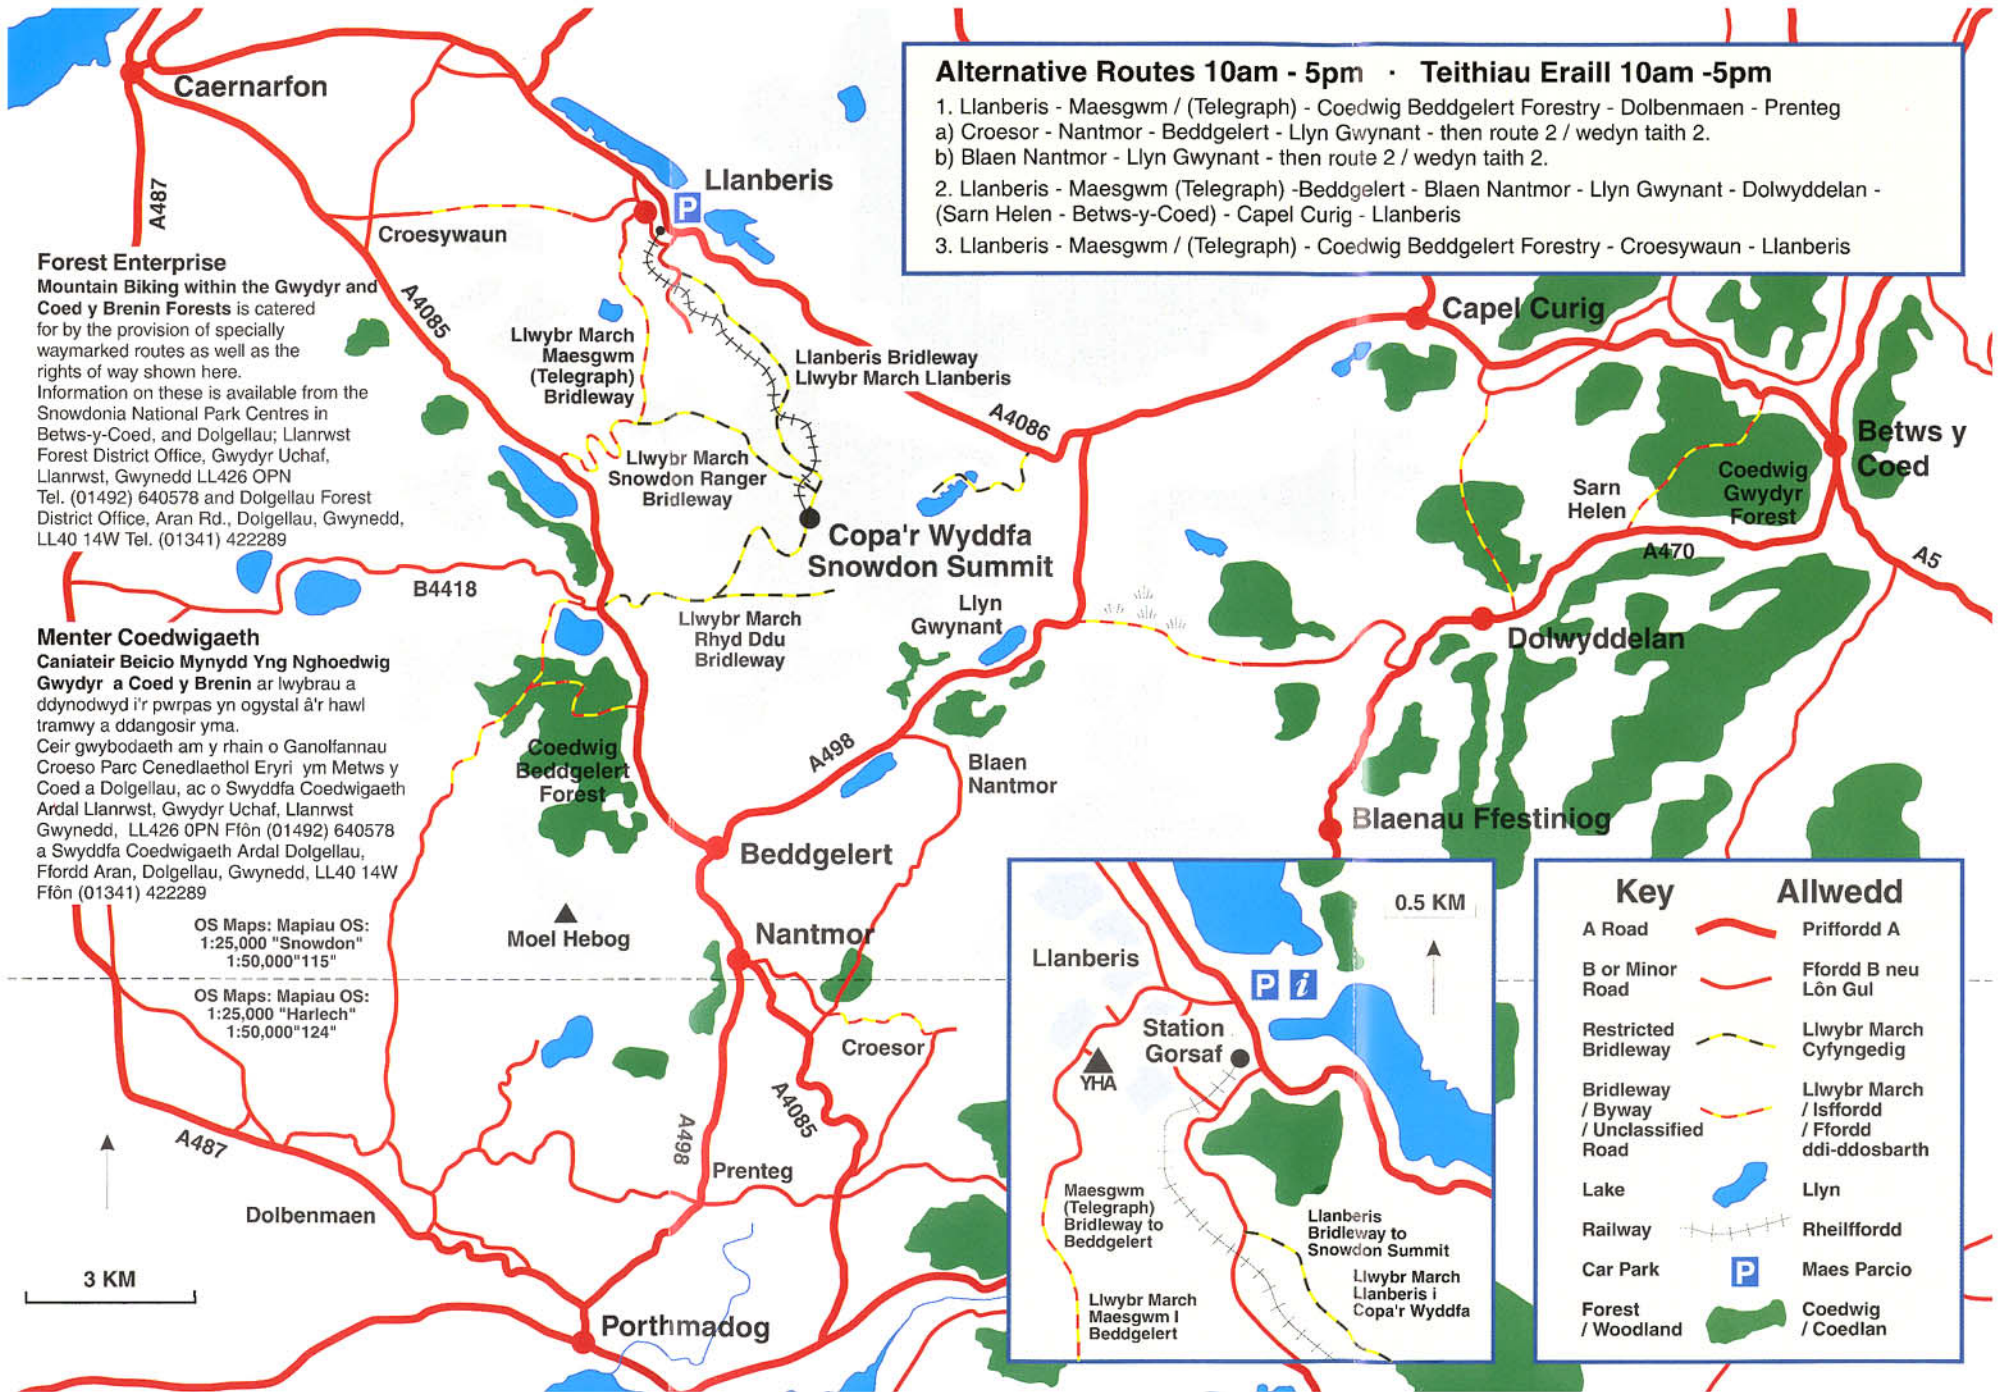 Caernarfon
A487
Llanberis
P
Croesywaun
A4085
Alternative Routes 10am - 5pm · Teithiau Eraill 10am -5pm
1. Llanberis - Maesgwm / (Telegraph) - Coedwig Beddgelert Forestry - Dolbenmaen - Prenteg
a) Croesor - Nantmor - Beddgelert - Llyn Gwynant - then route 2 / wedyn taith 2.
b) Blaen Nantmor - Llyn Gwynant - then route 2 / wedyn taith 2.
2. Llanberis - Maesgwm (Telegraph) -Beddgelert - Blaen Nantmor - Llyn Gwynant - Dolwyddelan -
(Sarn Helen - Betws-y-Coed) - Capel Curig - Llanberis
3. Llanberis - Maesgwm / (Telegraph) - Coedwig Beddgelert Forestry - Croesywaun - Llanberis
Forest Enterprise
Mountain Biking within the Gwydyr and
Coed y Brenin Forests is catered
for by the provision of specially
waymarked routes as well as the
rights of way shown here.
Information on these is available from the
Snowdonia National Park Centres in
Betws-y-Coed, and Dolgellau; Llanrwst
Forest District Office, Gwydyr Uchaf,
Llanrwst, Gwynedd LL426 OPN
Tel. (01492) 640578 and Dolgellau Forest
District Office, Aran Rd., Dolgellau, Gwynedd,
LL40 14W Tel. (01341) 422289
Llwybr March
Maesgwm
(Telegraph)
Bridleway
Llanberis Bridleway
Llwybr March Llanberis
A4086
Capel Curig
Betws y
Coed
Coedwig
Gwydyr
Forest
Sarn
Helen
A470
A5
Llwybr March
Snowdon Ranger
Bridleway
Copa'r Wyddfa
Snowdon Summit
B4418
Llwybr March
Rhyd Ddu
Bridleway
Llyn
Gwynant
Dolwyddelan
Menter Coedwigaeth
Caniateir Beicio Mynydd Yng Nghoedwig
Gwydyr a Coed y Brenin ar lwybrau a
ddynodwyd i'r pwrpas yn ogystal â'r hawl
tramwy a ddangosir yma.
Ceir gwybodaeth am y rhain o Ganolfannau
Croeso Parc Cenedlaethol Eryri ym Metws y
Coed a Dolgellau, ac o Swyddfa Coedwigaeth
Ardal Llanrwst, Gwydyr Uchaf, Llanrwst
Gwynedd, LL426 0PN Ffôn (01492) 640578
a Swyddfa Coedwigaeth Ardal Dolgellau,
Ffordd Aran, Dolgellau, Gwynedd, LL40 14W
Ffôn (01341) 422289
Coedwig
Beddgelert
Forest
A498
Blaen
Nantmor
Blaenau Ffestiniog
Beddgelert
Moel Hebog
Nantmor
OS Maps: Mapiau OS:
1:25,000 "Snowdon"
1:50,000"115"
OS Maps: Mapiau OS:
1:25,000 "Harlech"
1:50,000"124"
Croesor
A4085
A498
A487
Prenteg
Dolbenmaen
3 KM
Porthmadog
0.5 KM
Llanberis
P i
Station
Gorsaf
YHA
Maesgwm
(Telegraph)
Bridleway to
Beddgelert
Llanberis
Bridleway to
Snowdon Summit
Llwybr March
Llanberis i
Copa'r Wyddfa
Llwybr March
Maesgwm I
Beddgelert
Key Allwedd
A Road Priffordd A
B or Minor Ffordd B neu
Road Lôn Gul
Restricted Llwybr March
Bridleway Cyfyngedig
Bridleway Llwybr March
/ Byway / Isffordd
/ Unclassified / Ffordd
Road ddi-ddosbarth
Lake Llyn
Railway Rheilffordd
Car Park P Maes Parcio
Forest Coedwig
/ Woodland / Coedlan